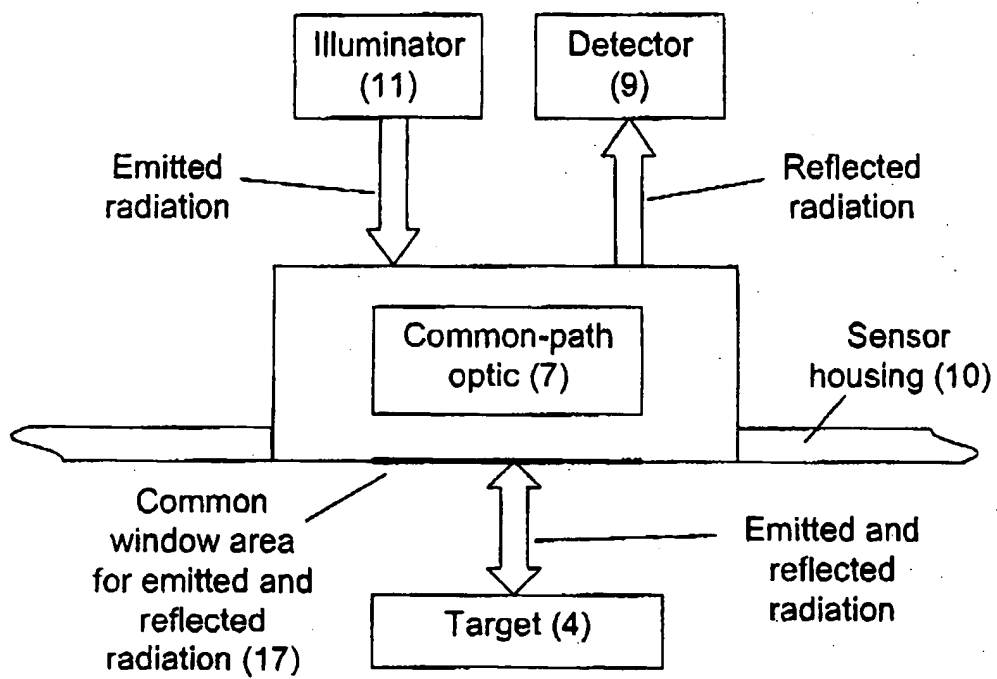 Illuminator
(11)
Detector
(9)
Emitted
radiation
Reflected
radiation
Common-path
optic (7)
Sensor
housing (10)
Common
window area
for emitted and
reflected
radiation (17)
Emitted and
reflected
radiation
Target (4)